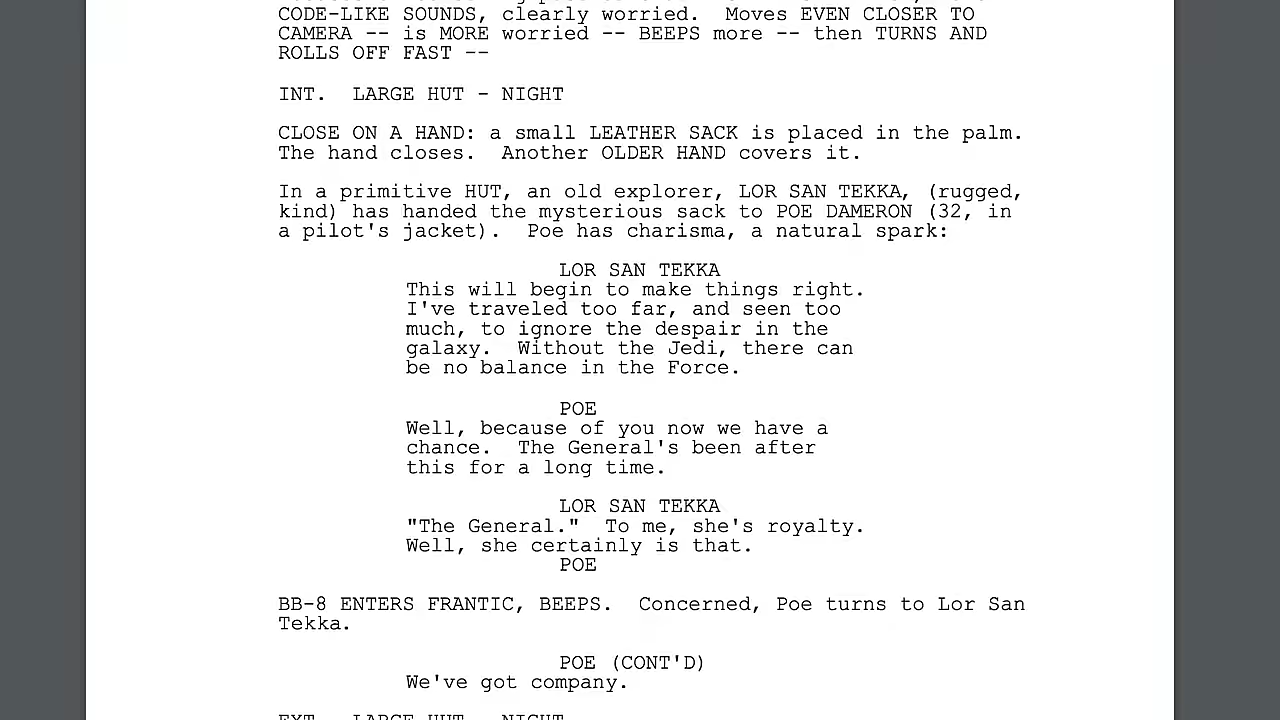 CODE-LIKE SOUNDS, clearly worried.  Moves EVEN CLOSER TO
CAMERA -- is MORE worried -- BEEPS more -- then TURNS AND
ROLLS OFF FAST --
INT.  LARGE HUT - NIGHT
CLOSE ON A HAND: a small LEATHER SACK is placed in the palm.
The hand closes.  Another OLDER HAND covers it.
In a primitive HUT, an old explorer, LOR SAN TEKKA, (rugged,
kind) has handed the mysterious sack to POE DAMERON (32, in
a pilot's jacket).  Poe has charisma, a natural spark:
LOR SAN TEKKA
This will begin to make things right.
I've traveled too far, and seen too
much, to ignore the despair in the
galaxy.  Without the Jedi, there can
be no balance in the Force.
POE
Well, because of you now we have a
chance.  The General's been after
this for a long time.
LOR SAN TEKKA
"The General."  To me, she's royalty.
Well, she certainly is that.
POE
BB-8 ENTERS FRANTIC, BEEPS.  Concerned, Poe turns to Lor San
Tekka.
POE (CONT'D)
We've got company.
EXT.  LARGE HUT - NIGHT